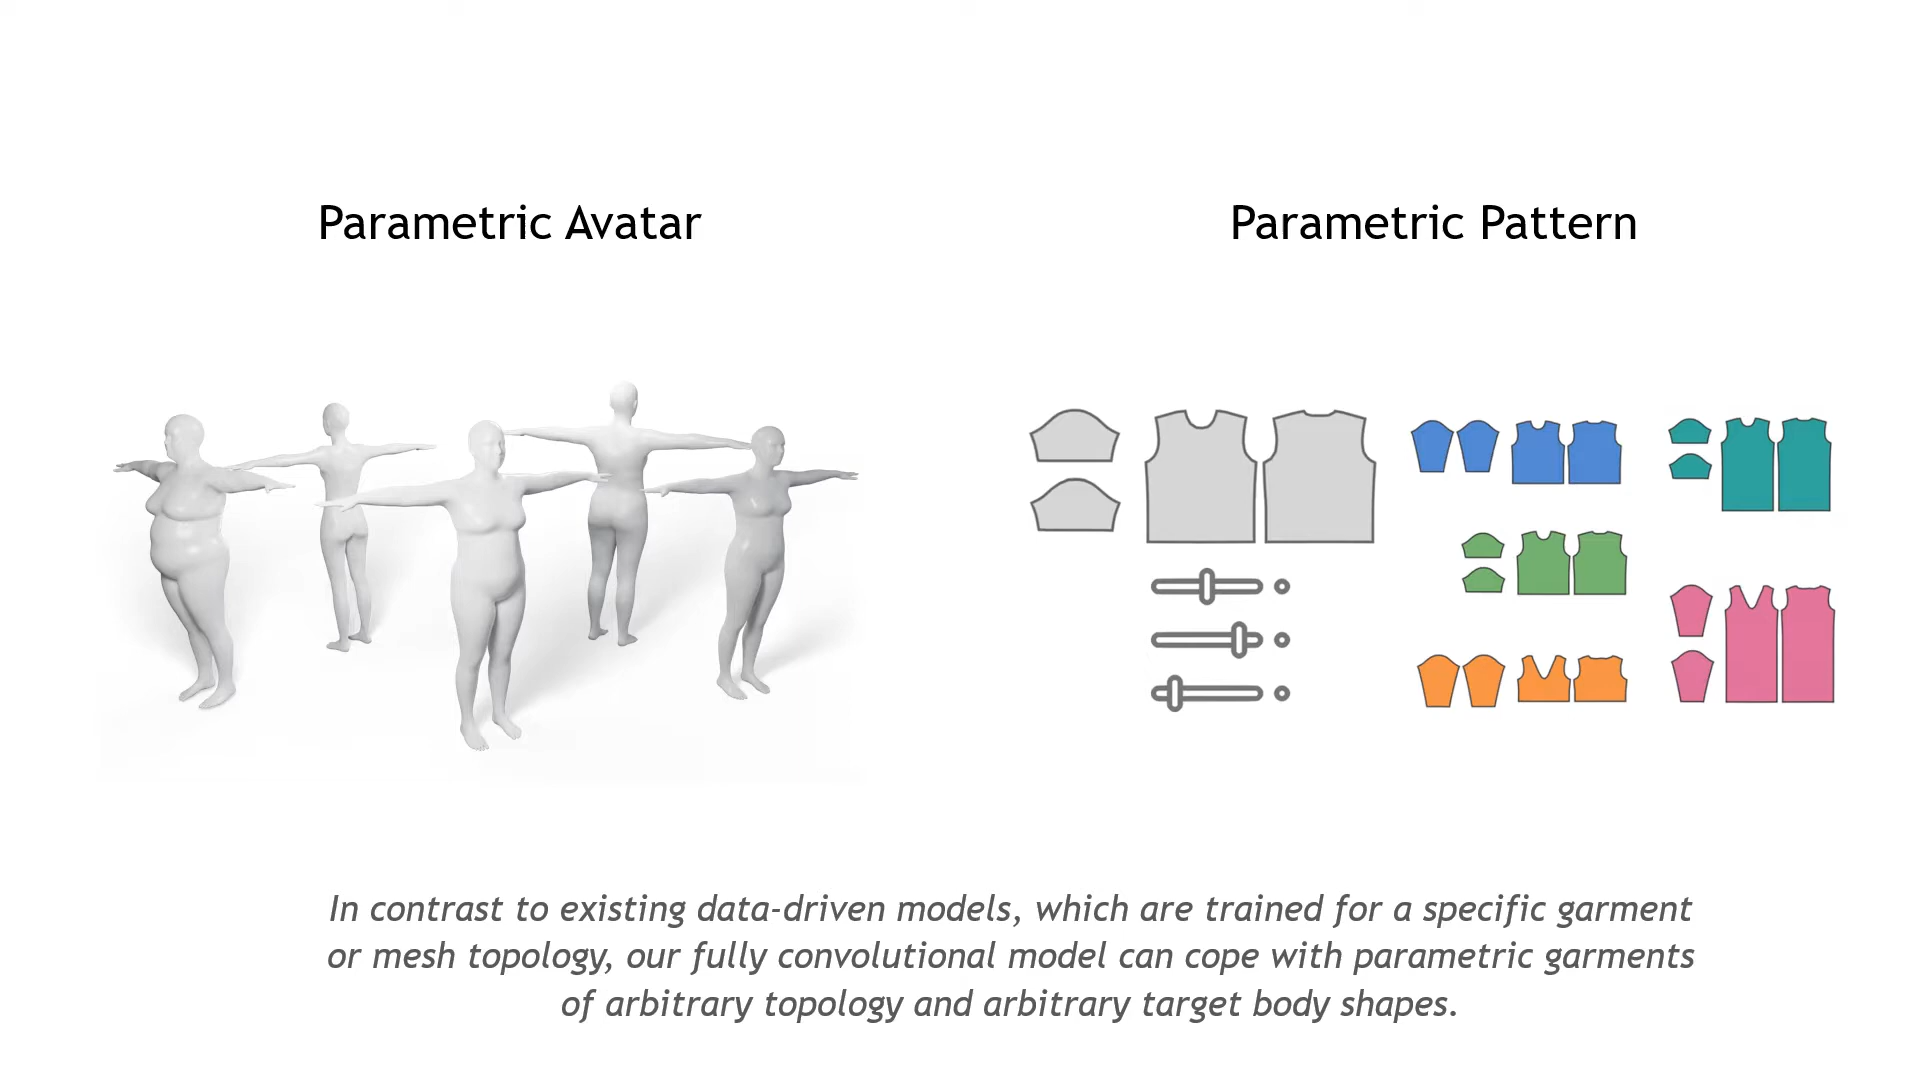 Parametric Avatar
Parametric Pattern
In contrast to existing data-driven models, which are trained for a specific garment
or mesh topology, our fully convolutional model can cope with parametric garments
of arbitrary topology and arbitrary target body shapes.